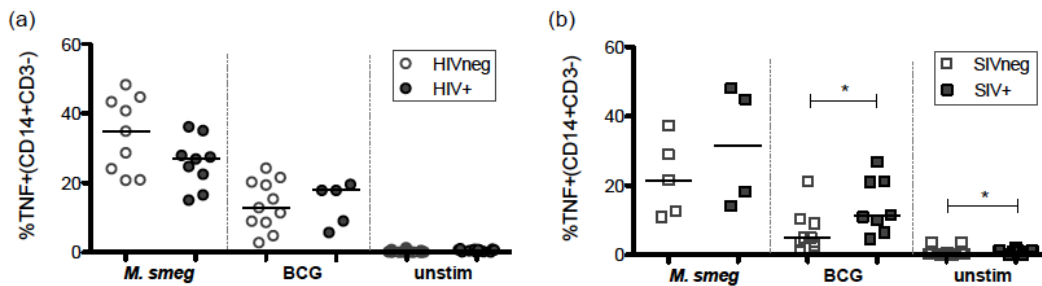 (a)
%TNF+(CD14+CD3-)
60
40
20
0
HIVneg
HIV+
M. smeg
BCG
unstim
(b)
%TNF+(CD14+CD3-)
60
40
20
0
SIVneg
SIV+
*
*
M. smeg
BCG
unstim